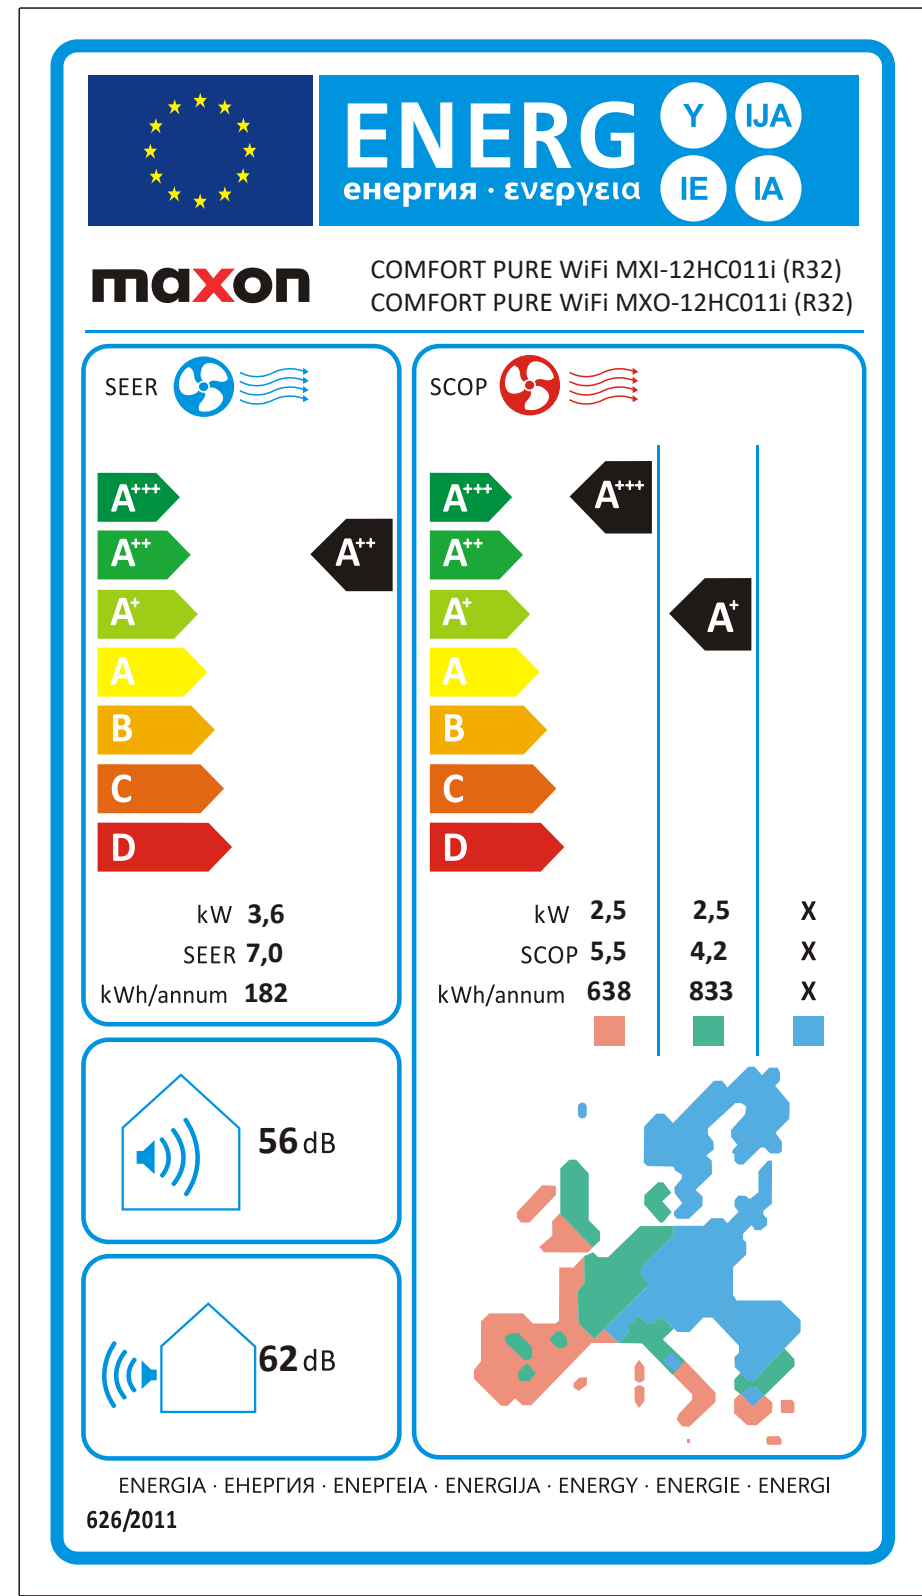 ENERG
енергия · ενεργεια
Y
IJA
IE
IA
maxon
COMFORT PURE WiFi MXI-12HC011i (R32)
COMFORT PURE WiFi MXO-12HC011i (R32)
SEER
A+++
A++
A+
A
B
C
D
A++
kW 3,6
SEER 7,0
kWh/annum 182
SCOP
A+++
A++
A+
A
B
C
D
A+++
A+
kW 2,5 2,5 X
SCOP 5,5 4,2 X
kWh/annum 638 833 X
56 dB
62 dB
ENERGIA · ЕНЕРГИЯ · ΕΝΕΡΓΕΙΑ · ENERGIJA · ENERGY · ENERGIE · ENERGI
626/2011